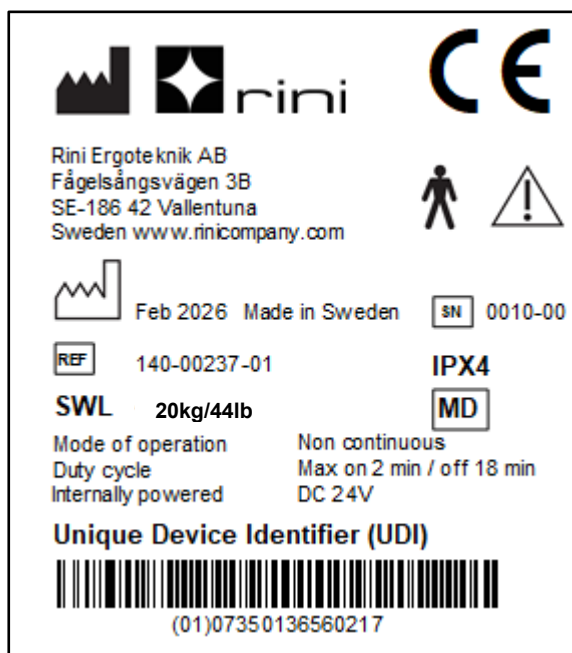 rini
CE
Rini Ergoteknik AB
Fågelsångsvägen 3B
SE-186 42 Vallentuna
Sweden www.rinicompany.com
Feb 2026 Made in Sweden SN 0010-00
REF 140-00237-01 IPX4
SWL 20kg/44lb MD
Mode of operation Non continuous
Duty cycle Max on 2 min / off 18 min
Internally powered DC 24V
Unique Device Identifier (UDI)
(01)07350136560217